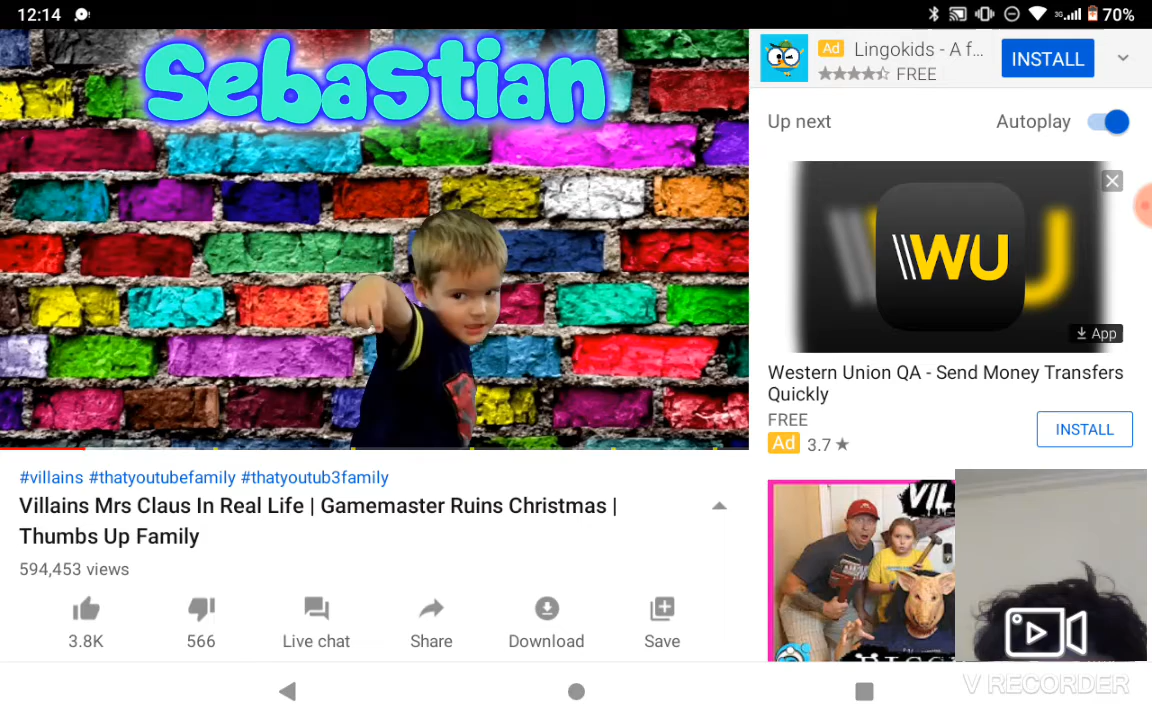 12:14
3G
70%
Sebastian
Ad Lingokids - A f...
FREE
INSTALL
Up next
Autoplay
WU
App
Western Union QA - Send Money Transfers
Quickly
FREE
Ad 3.7 ★
INSTALL
#villains #thatyoutubefamily #thatyoutub3family
Villains Mrs Claus In Real Life | Gamemaster Ruins Christmas |
Thumbs Up Family
594,453 views
3.8K
566
Live chat
Share
Download
Save
VIL
V RECORDER